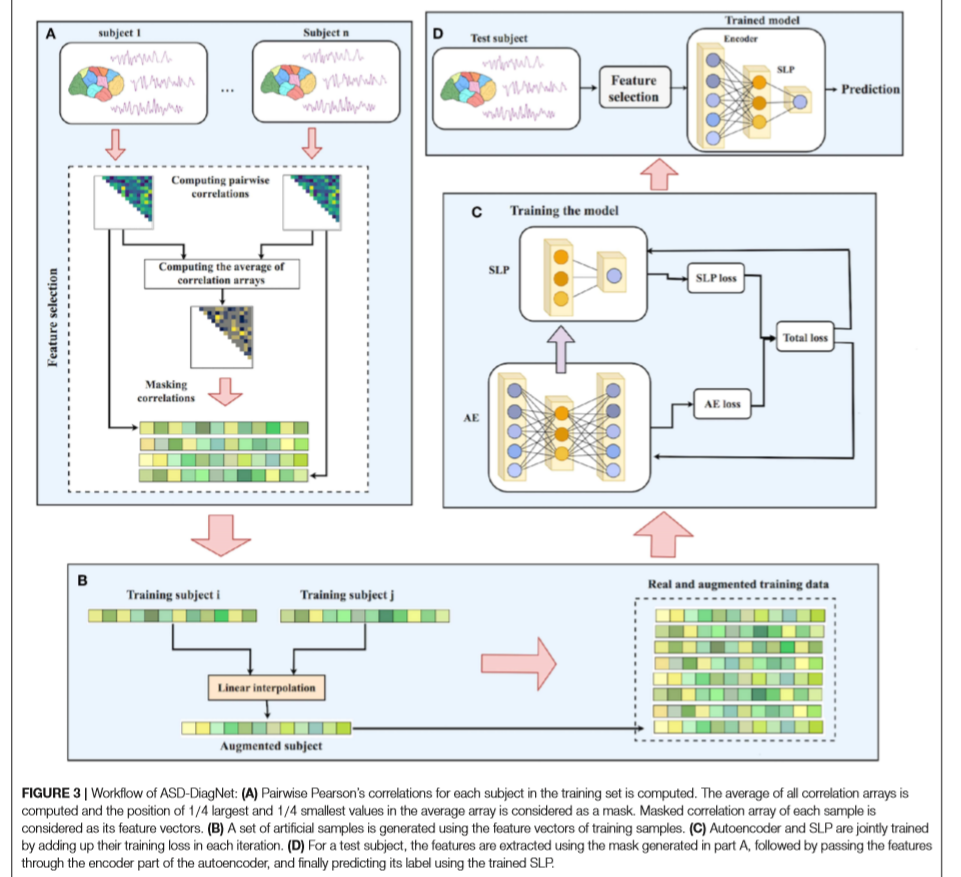 A
subject 1
Subject n
...
Computing pairwise
correlations
Computing the average of
correlation arrays
Masking
correlations
Feature selection
D
Test subject
Feature
selection
Trained model
Encoder
SLP
Prediction
C
Training the model
SLP
SLP loss
Total loss
AE loss
AE
B
Training subject i
Training subject j
Linear interpolation
Augmented subject
Real and augmented training data
FIGURE 3 | Workflow of ASD-DiagNet: (A) Pairwise Pearson's correlations for each subject in the training set is computed. The average of all correlation arrays is
computed and the position of 1/4 largest and 1/4 smallest values in the average array is considered as a mask. Masked correlation array of each sample is
considered as its feature vectors. (B) A set of artificial samples is generated using the feature vectors of training samples. (C) Autoencoder and SLP are jointly trained
by adding up their training loss in each iteration. (D) For a test subject, the features are extracted using the mask generated in part A, followed by passing the features
through the encoder part of the autoencoder, and finally predicting its label using the trained SLP.